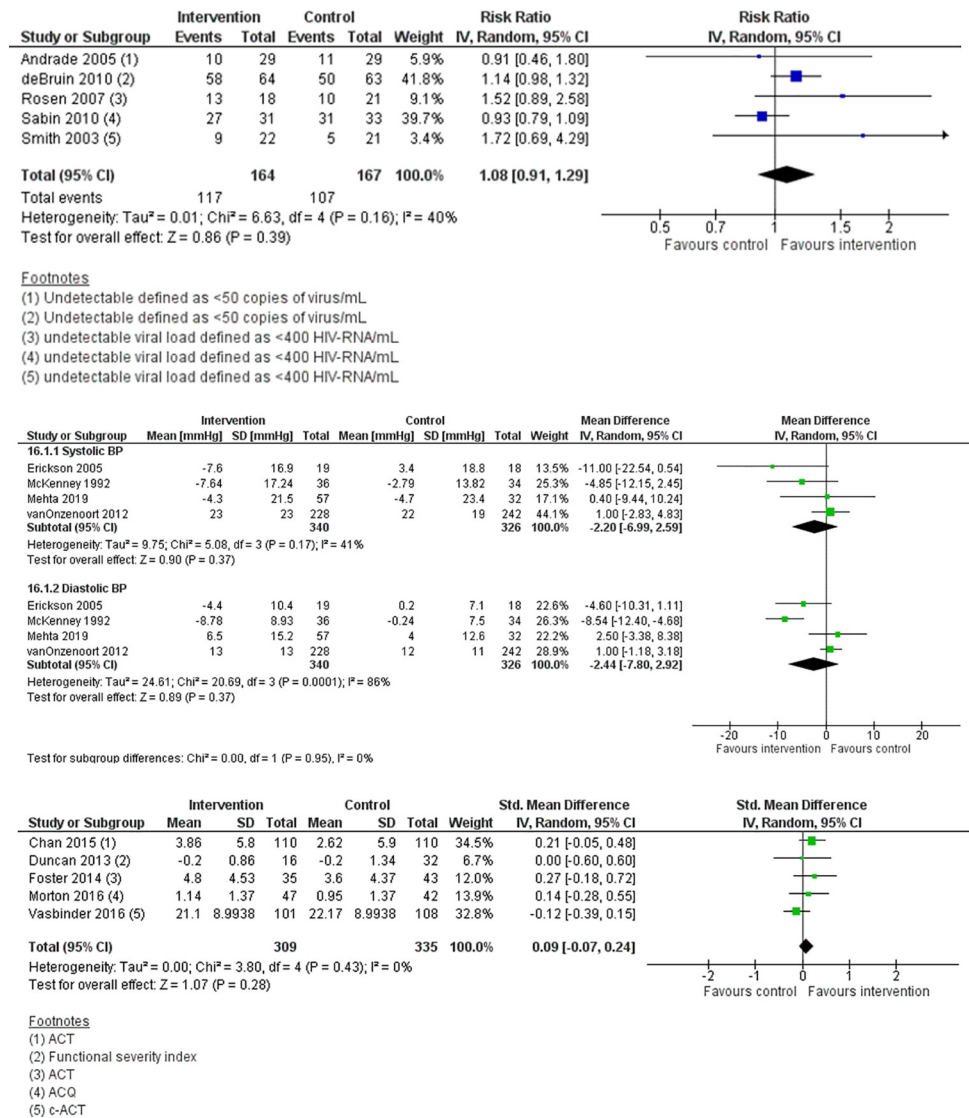 Intervention Control Risk Ratio Risk Ratio
Study or Subgroup Events Total Events Total Weight IV, Random, 95% CI IV, Random, 95% CI
Andrade 2005 (1) 10 29 11 29 5.9% 0.91 [0.46, 1.80]
deBruin 2010 (2) 58 64 50 63 41.8% 1.14 [0.98, 1.32]
Rosen 2007 (3) 13 18 10 21 9.1% 1.52 [0.89, 2.58]
Sabin 2010 (4) 27 31 31 33 39.7% 0.93 [0.79, 1.09]
Smith 2003 (5) 9 22 5 21 3.4% 1.72 [0.69, 4.29]
Total (95% CI) 164 167 100.0% 1.08 [0.91, 1.29]
Total events 117 107
Heterogeneity: Tau² = 0.01; Chi² = 6.63, df = 4 (P = 0.16); I² = 40%
Test for overall effect: Z = 0.86 (P = 0.39)
0.5 0.7 1 1.5 2
Favours control Favours intervention
Footnotes
(1) Undetectable defined as <50 copies of virus/mL
(2) Undetectable defined as <50 copies of virus/mL
(3) undetectable viral load defined as <400 HIV-RNA/mL
(4) undetectable viral load defined as <400 HIV-RNA/mL
(5) undetectable viral load defined as <400 HIV-RNA/mL
Intervention Control Mean Difference Mean Difference
Study or Subgroup Mean [mmHg] SD [mmHg] Total Mean [mmHg] SD [mmHg] Total Weight IV, Random, 95% CI IV, Random, 95% CI
16.1.1 Systolic BP
Erickson 2005 -7.6 16.9 19 3.4 18.8 18 13.5% -11.00 [-22.54, 0.54]
McKenney 1992 -7.64 17.24 36 -2.79 13.82 34 25.3% -4.85 [-12.15, 2.45]
Mehta 2019 -4.3 21.5 57 -4.7 23.4 32 17.1% 0.40 [-9.44, 10.24]
vanOnzenoort 2012 23 23 228 22 19 242 44.1% 1.00 [-2.83, 4.83]
Subtotal (95% CI) 340 326 100.0% -2.20 [-6.99, 2.59]
Heterogeneity: Tau² = 9.75; Chi² = 5.08, df = 3 (P = 0.17); I² = 41%
Test for overall effect: Z = 0.90 (P = 0.37)
16.1.2 Diastolic BP
Erickson 2005 -4.4 10.4 19 0.2 7.1 18 22.6% -4.60 [-10.31, 1.11]
McKenney 1992 -8.78 8.93 36 -0.24 7.5 34 26.3% -8.54 [-12.40, -4.68]
Mehta 2019 6.5 15.2 57 4 12.6 32 22.2% 2.50 [-3.38, 8.38]
vanOnzenoort 2012 13 13 228 12 11 242 28.9% 1.00 [-1.18, 3.18]
Subtotal (95% CI) 340 326 100.0% -2.44 [-7.80, 2.92]
Heterogeneity: Tau² = 24.61; Chi² = 20.69, df = 3 (P = 0.0001); I² = 86%
Test for overall effect: Z = 0.89 (P = 0.37)
-20 -10 0 10 20
Favours intervention Favours control
Test for subgroup differences: Chi² = 0.00, df = 1 (P = 0.95), I² = 0%
Intervention Control Std. Mean Difference Std. Mean Difference
Study or Subgroup Mean SD Total Mean SD Total Weight IV, Random, 95% CI IV, Random, 95% CI
Chan 2015 (1) 3.86 5.8 110 2.62 5.9 110 34.5% 0.21 [-0.05, 0.48]
Duncan 2013 (2) -0.2 0.86 16 -0.2 1.34 32 6.7% 0.00 [-0.60, 0.60]
Foster 2014 (3) 4.8 4.53 35 3.6 4.37 43 12.0% 0.27 [-0.18, 0.72]
Morton 2016 (4) 1.14 1.37 47 0.95 1.37 42 13.9% 0.14 [-0.28, 0.55]
Vasbinder 2016 (5) 21.1 8.9938 101 22.17 8.9938 108 32.8% -0.12 [-0.39, 0.15]
Total (95% CI) 309 335 100.0% 0.09 [-0.07, 0.24]
Heterogeneity: Tau² = 0.00; Chi² = 3.80, df = 4 (P = 0.43); I² = 0%
Test for overall effect: Z = 1.07 (P = 0.28)
-2 -1 0 1 2
Favours control Favours intervention
Footnotes
(1) ACT
(2) Functional severity index
(3) ACT
(4) ACQ
(5) c-ACT